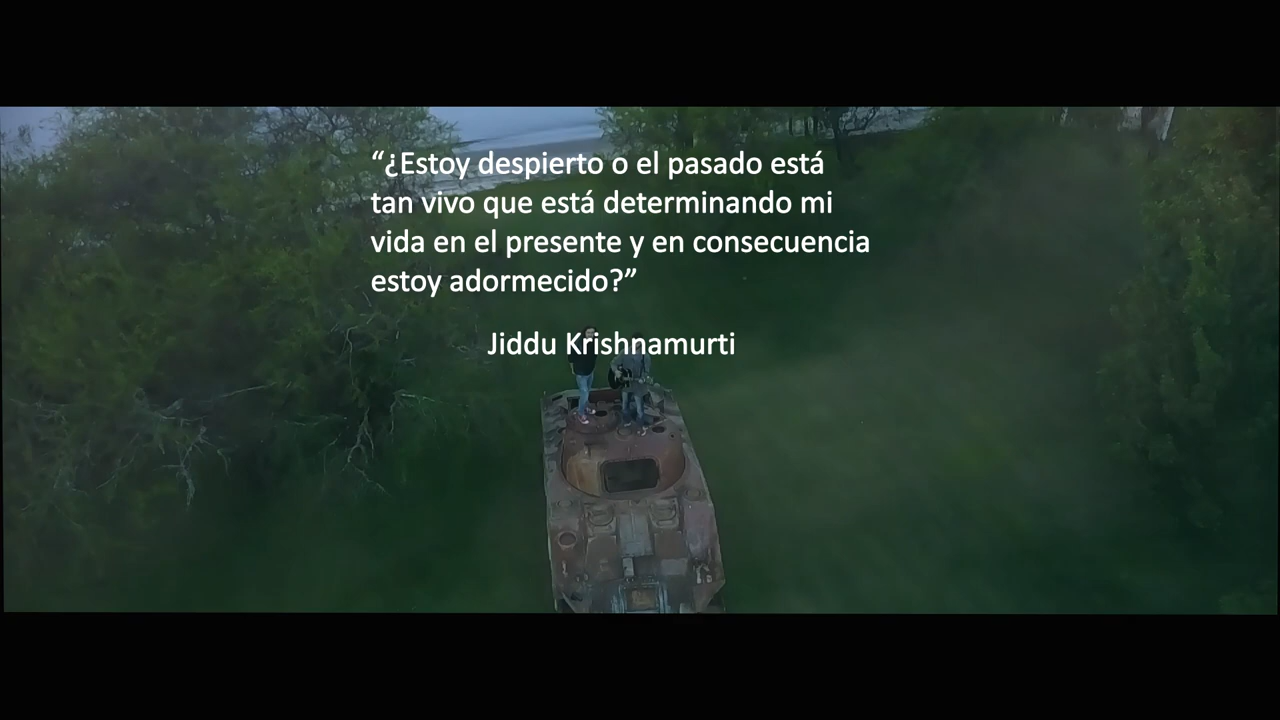 “¿Estoy despierto o el pasado está
tan vivo que está determinando mi
vida en el presente y en consecuencia
estoy adormecido?”
Jiddu Krishnamurti